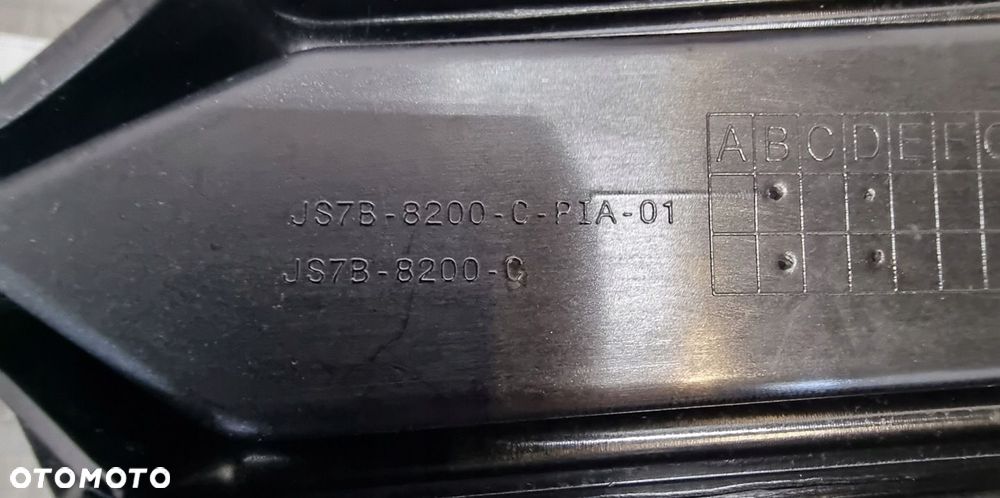 A B C D E F
JS7B-8200-C-PIA-01
JS7B-8200-C
OTOMOTO